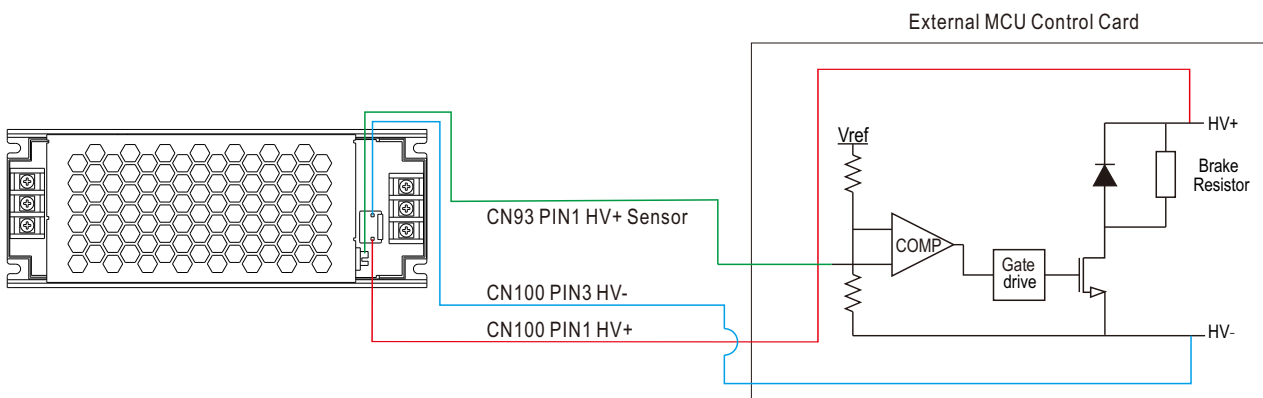 External MCU Control Card
Vref
HV+
Brake
Resistor
CN93 PIN1 HV+ Sensor
COMP
Gate
drive
CN100 PIN3 HV-
CN100 PIN1 HV+
HV-